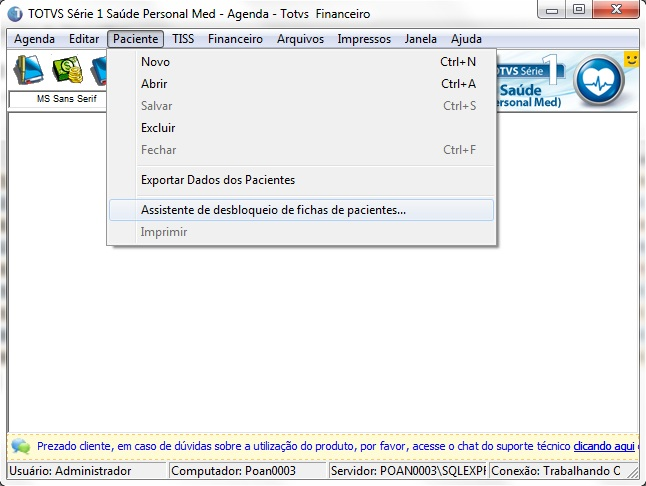 TOTVS Série 1 Saúde Personal Med - Agenda - Totvs Financeiro
Agenda Editar Paciente TISS Financeiro Arquivos Impressos Janela Ajuda
Novo Ctrl+N
Abrir Ctrl+A
Salvar Ctrl+S
Excluir
Fechar Ctrl+F
Exportar Dados dos Pacientes
Assistente de desbloqueio de fichas de pacientes...
Imprimir
MS Sans Serif
OTVS Série 1
Saúde
ersonal Med)
Prezado cliente, em caso de dúvidas sobre a utilização do produto, por favor, acesse o chat do suporte técnico clicando aqui
Usuário: Administrador Computador: Poan0003 Servidor: POAN0003\SQLEXPR Conexão: Trabalhando O